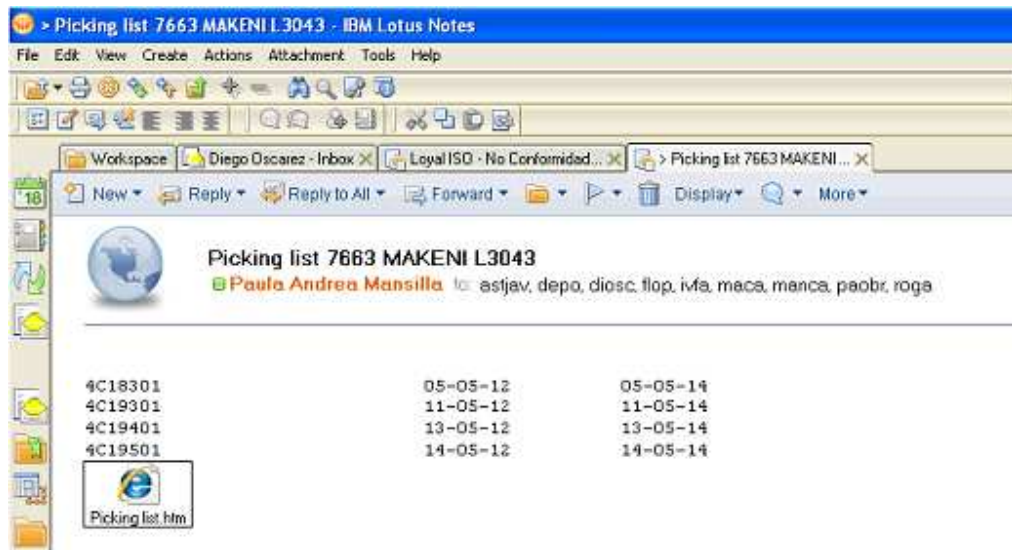 > Picking list 7663 MAKENI L3043 - IBM Lotus Notes
File Edit View Create Actions Attachment Tools Help
Workspace Diego Oscarez - Inbox Loyal ISO - No Conformidad... > Picking list 7663 MAKENI...
18 New Reply Reply to All Forward Display More
Picking list 7663 MAKENI L3043
Paula Andrea Mansilla to: astjav, depo, diosc, flop, ivfa, maca, manca, paobr, roga
4C18301 05-05-12 05-05-14
4C19301 11-05-12 11-05-14
4C19401 13-05-12 13-05-14
4C19501 14-05-12 14-05-14
Picking list.htm